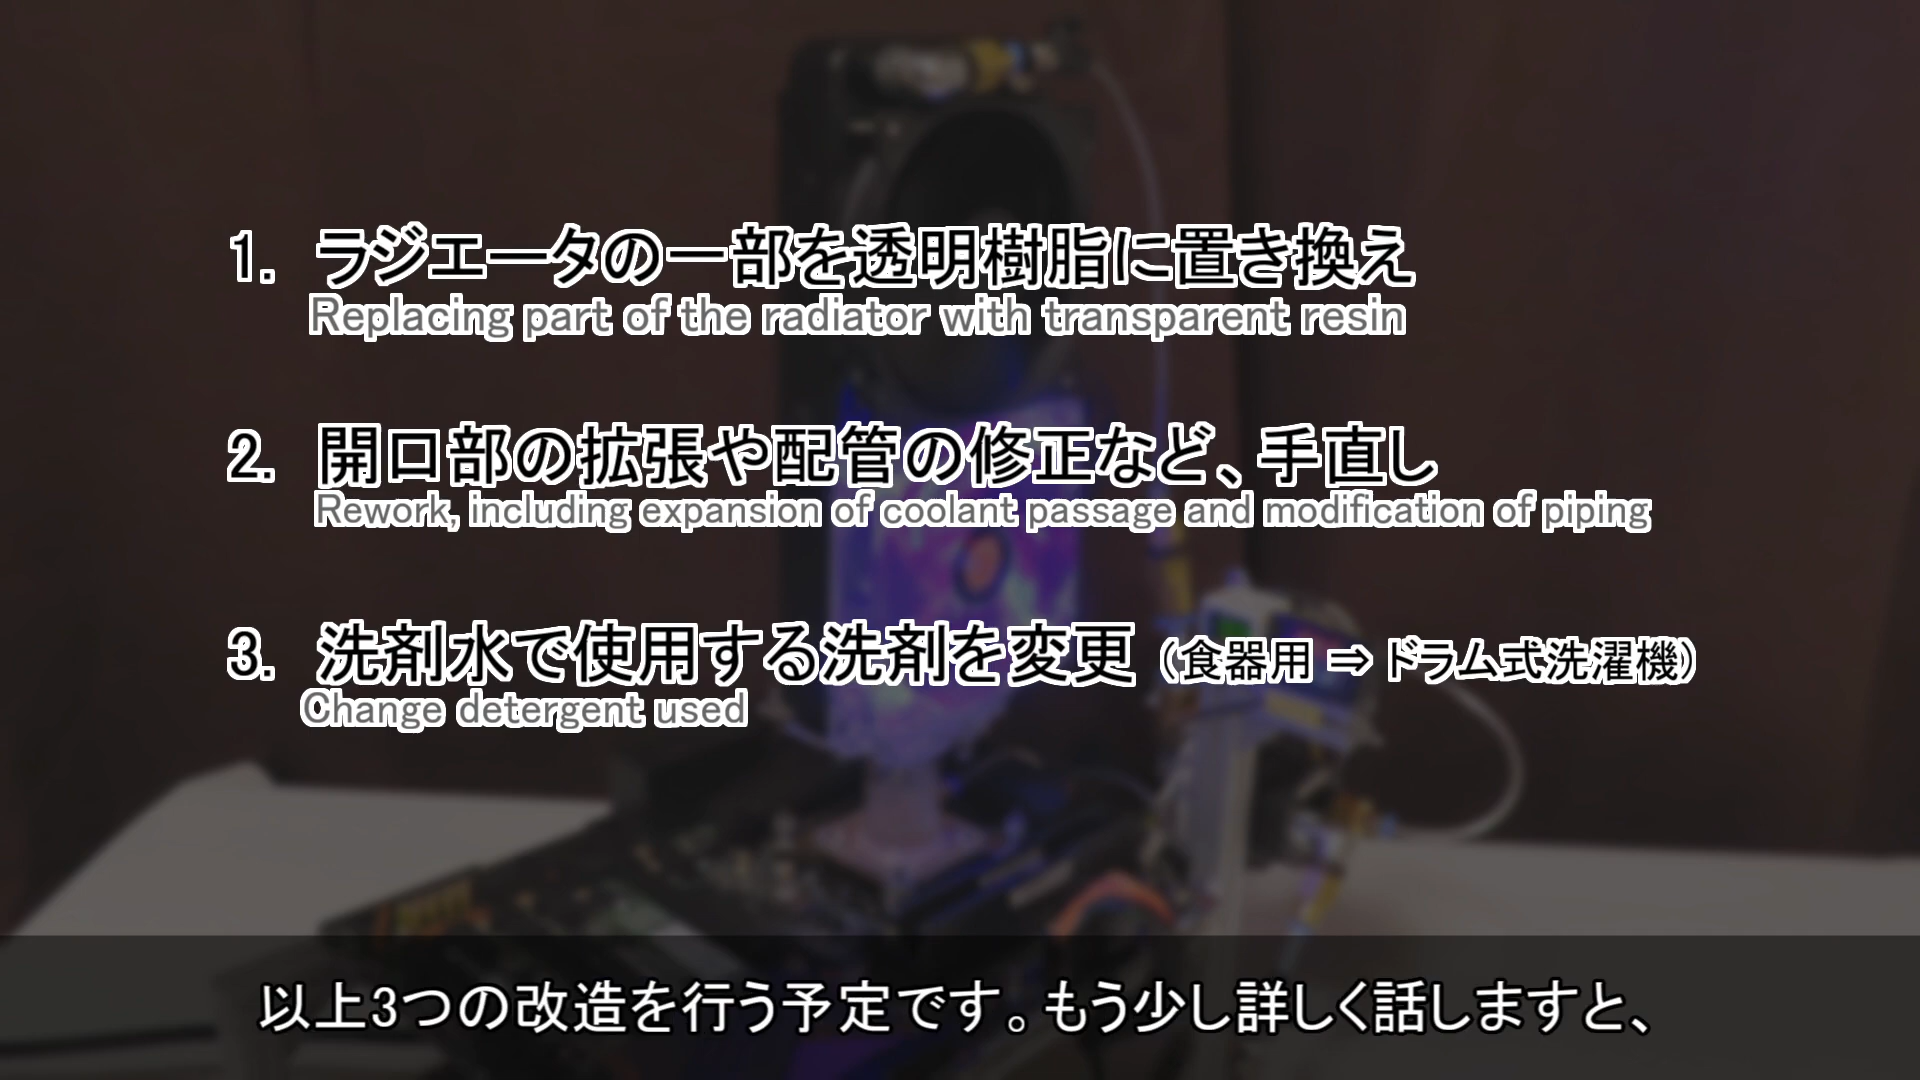 1. ラジエータの一部を透明樹脂に置き換え
Replacing part of the radiator with transparent resin
2. 開口部の拡張や配管の修正など、手直し
Rework, including expansion of coolant passage and modification of piping
3. 洗剤水で使用する洗剤を変更（食器用 ⇒ ドラム式洗濯機）
Change detergent used
以上3つの改造を行う予定です。もう少し詳しく話しますと、